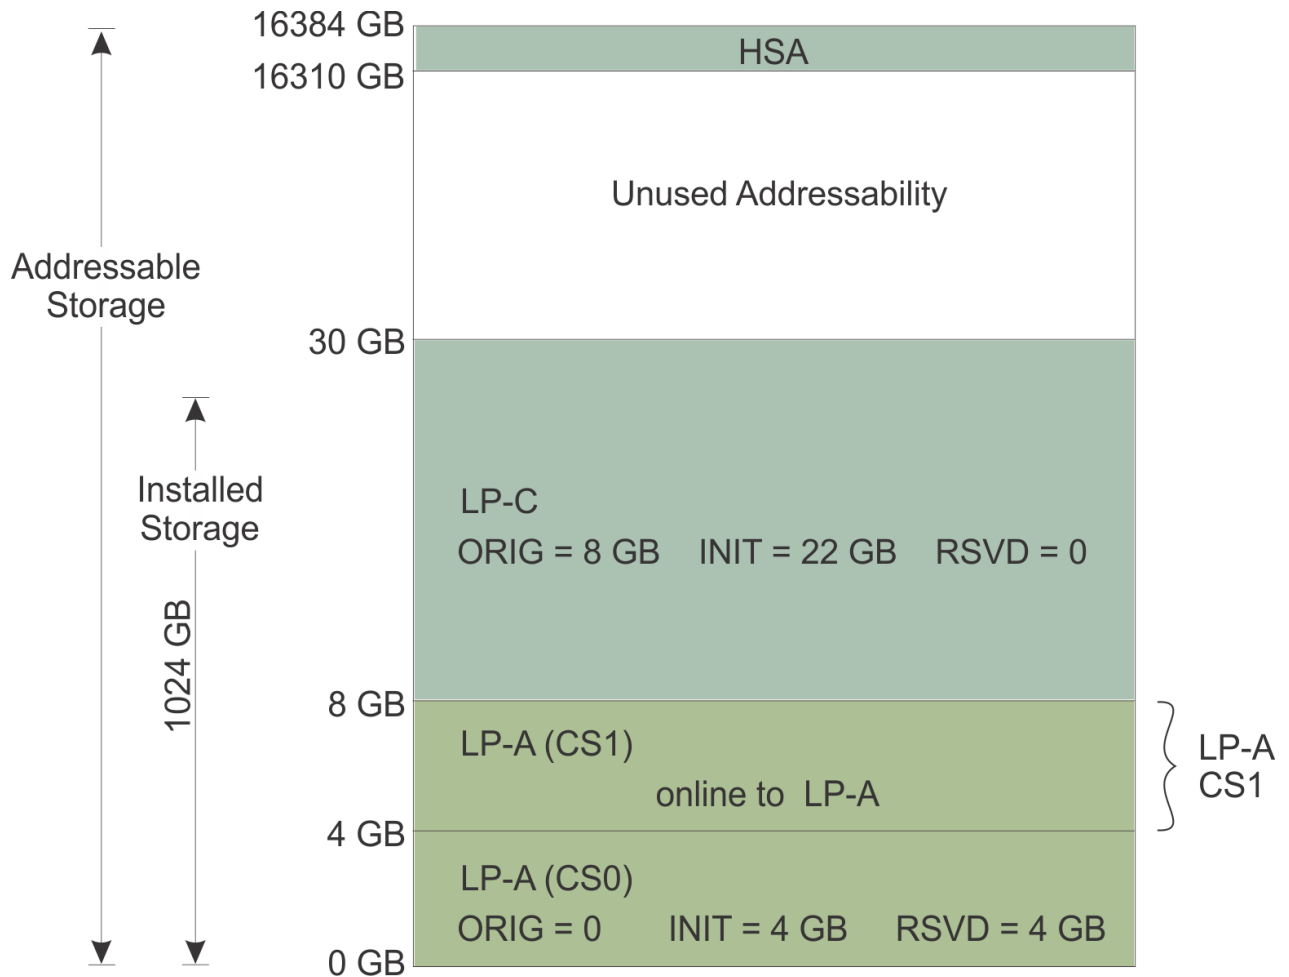 16384 GB
HSA
16310 GB
Unused Addressability
Addressable
Storage
30 GB
Installed
Storage
1024 GB
LP-C
ORIG = 8 GB INIT = 22 GB RSVD = 0
8 GB
LP-A (CS1)
online to LP-A
LP-A
CS1
4 GB
LP-A (CS0)
ORIG = 0 INIT = 4 GB RSVD = 4 GB
0 GB